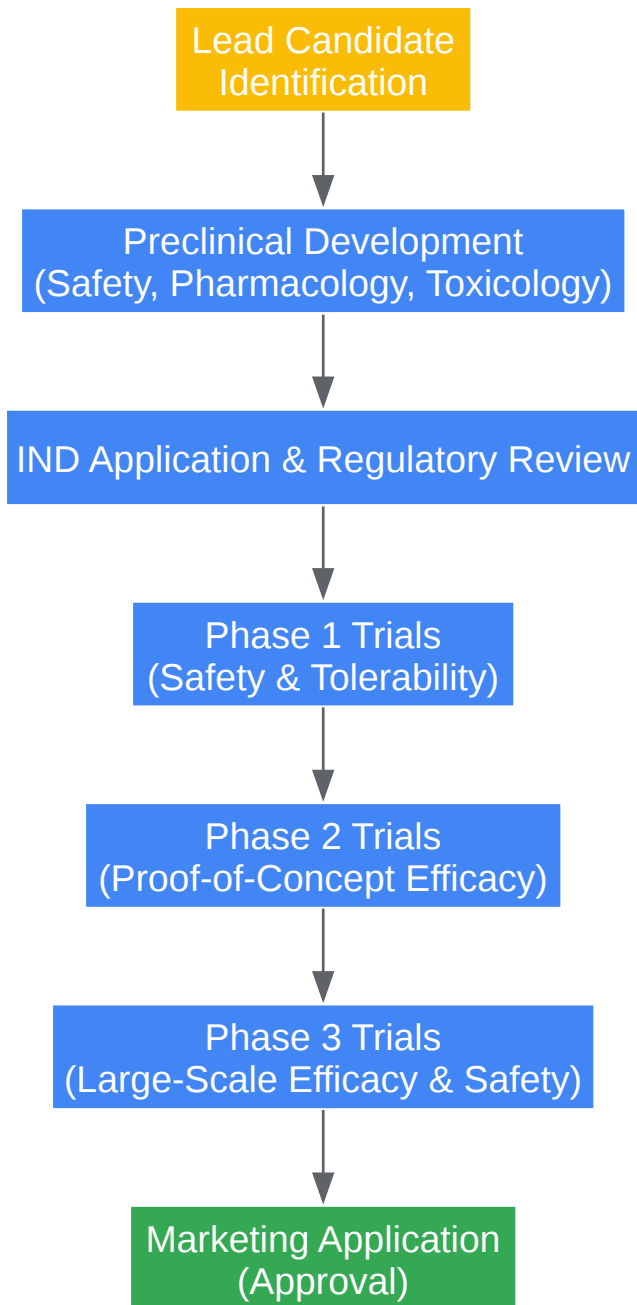 Lead Candidate
Identification
Preclinical Development
(Safety, Pharmacology, Toxicology)
IND Application & Regulatory Review
Phase 1 Trials
(Safety & Tolerability)
Phase 2 Trials
(Proof-of-Concept Efficacy)
Phase 3 Trials
(Large-Scale Efficacy & Safety)
Marketing Application
(Approval)